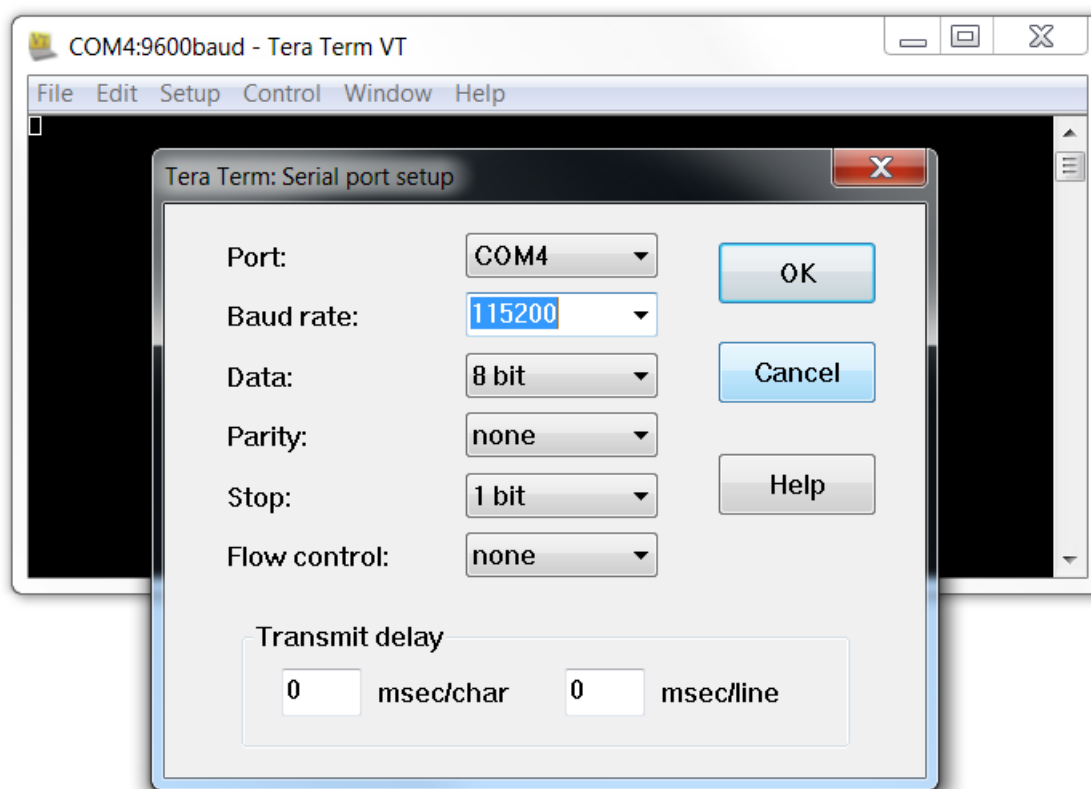 COM4:9600baud - Tera Term VT
File Edit Setup Control Window Help
Tera Term: Serial port setup
Port: COM4 OK
Baud rate: 115200
Data: 8 bit Cancel
Parity: none
Stop: 1 bit Help
Flow control: none
Transmit delay
0 msec/char 0 msec/line